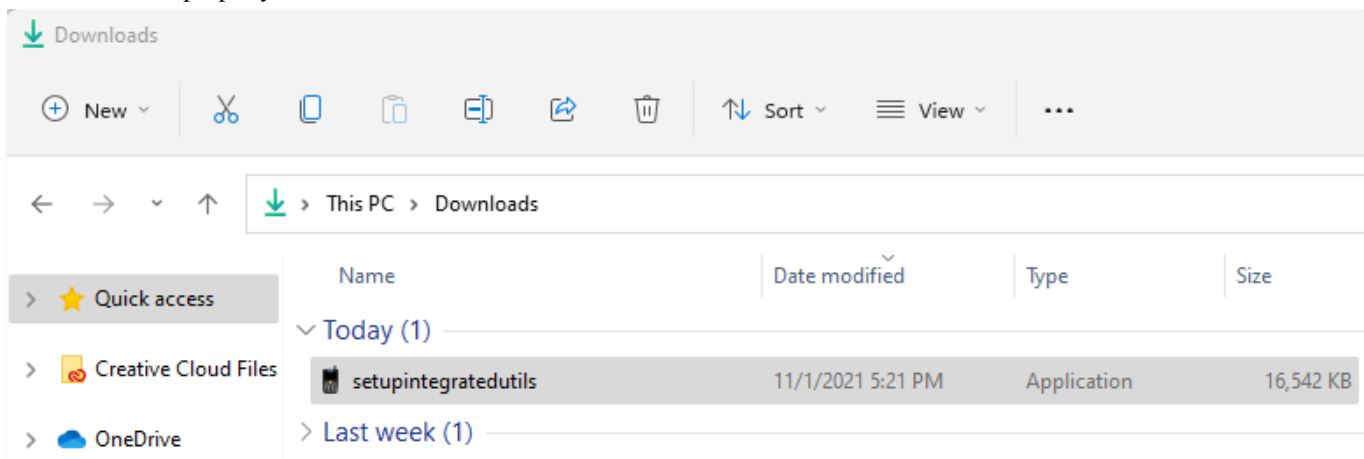 Downloads
New Sort View ...
This PC > Downloads
Name Date modified Type Size
Quick access
Today (1)
Creative Cloud Files
setupintegratedutils 11/1/2021 5:21 PM Application 16,542 KB
OneDrive
Last week (1)